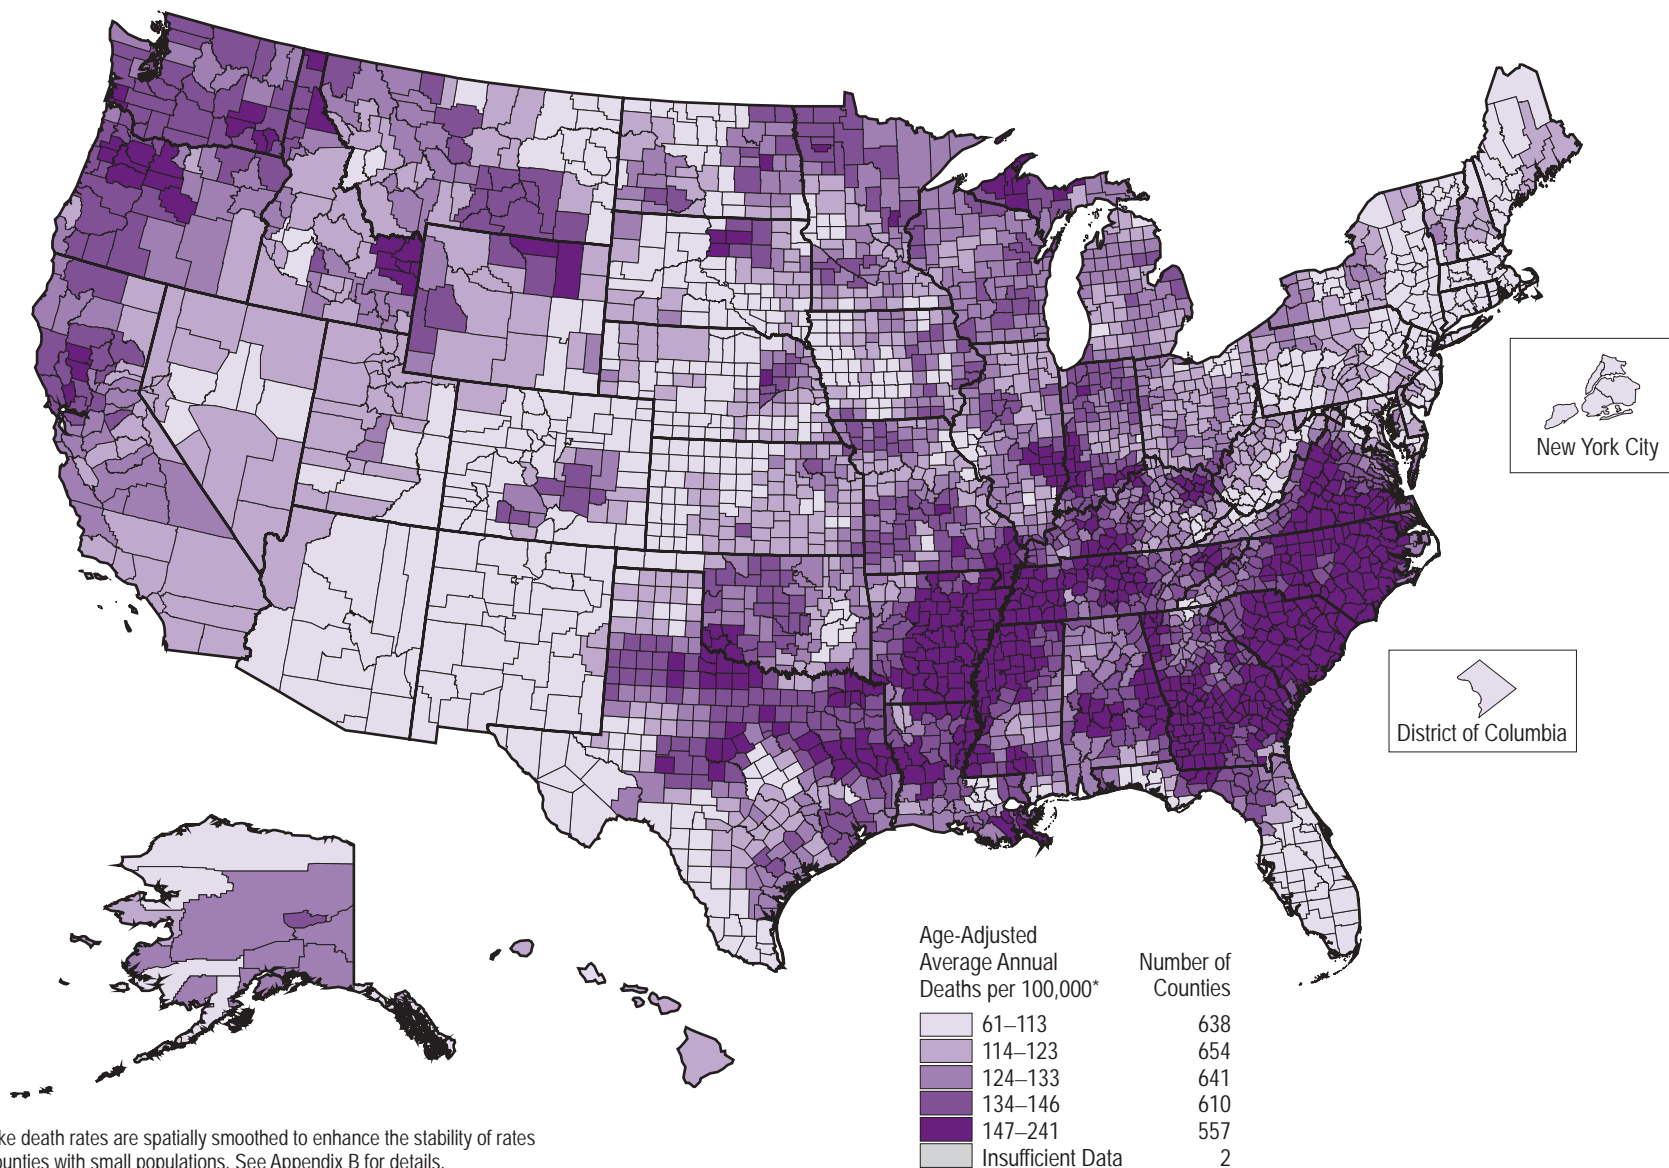 New York City
District of Columbia
Age-Adjusted
Average Annual
Deaths per 100,000*
Number of
Counties
61–113 638
114–123 654
124–133 641
134–146 610
147–241 557
Insufficient Data 2
ke death rates are spatially smoothed to enhance the stability of rates
ounties with small populations. See Appendix B for details.